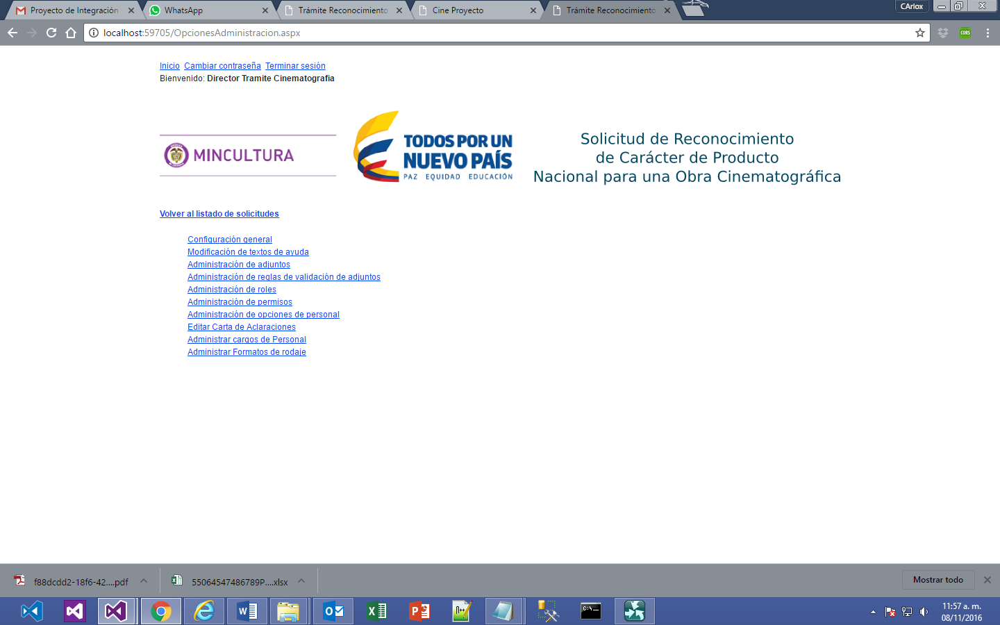 Proyecto de Integración
WhatsApp
Trámite Reconocimiento
Cine Proyecto
Trámite Reconocimiento
CArlox
localhost:59705/OpcionesAdministracion.aspx
CORS
Inicio Cambiar contraseña Terminar sesión
Bienvenido: Director Tramite Cinematografia
MINCULTURA
TODOS POR UN
NUEVO PAÍS
PAZ EQUIDAD EDUCACIÓN
Solicitud de Reconocimiento
de Carácter de Producto
Nacional para una Obra Cinematográfica
Volver al listado de solicitudes
Configuración general
Modificación de textos de ayuda
Administración de adjuntos
Administración de reglas de validación de adjuntos
Administración de roles
Administración de permisos
Administración de opciones de personal
Editar Carta de Aclaraciones
Administrar cargos de Personal
Administrar Formatos de rodaje
f88dcdd2-18f6-42....pdf
55064547486789P....xlsx
Mostrar todo
11:57 a. m.
08/11/2016